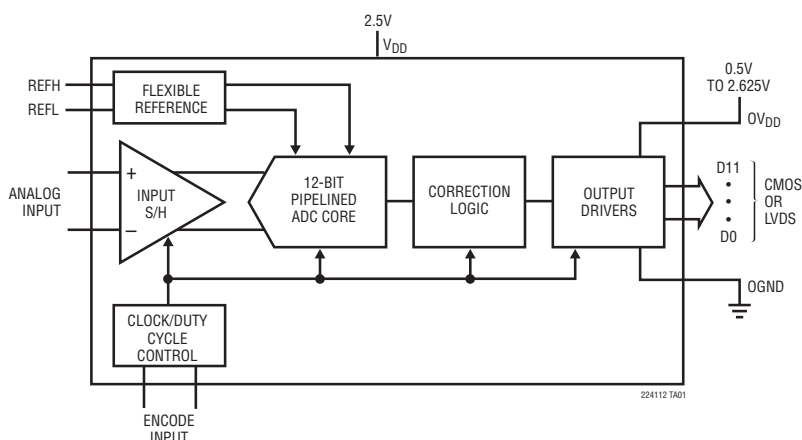 2.5V
VDD
0.5V
TO 2.625V
OVDD
REFH
REFL
FLEXIBLE
REFERENCE
ANALOG
INPUT
+
–
INPUT
S/H
12-BIT
PIPELINED
ADC CORE
CORRECTION
LOGIC
OUTPUT
DRIVERS
D11
•
•
•
D0
CMOS
OR
LVDS
OGND
CLOCK/DUTY
CYCLE
CONTROL
224112 TA01
ENCODE
INPUT